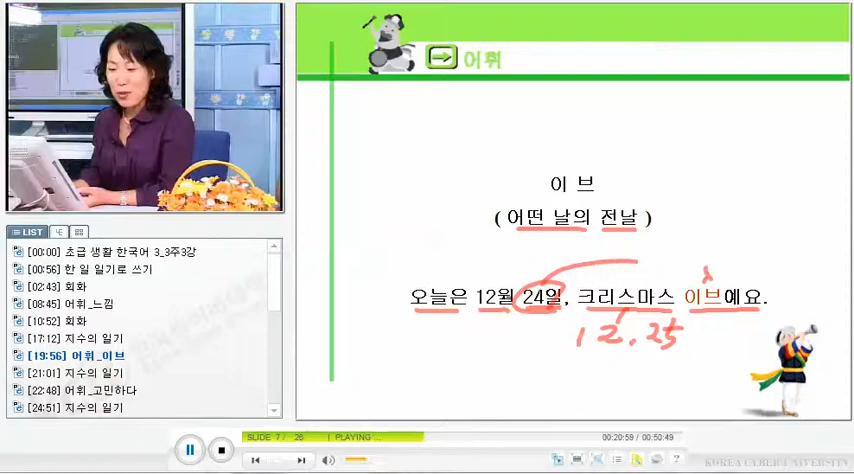 어휘
이 브
( 어떤 날의 전날 )
오늘은 12월 24일, 크리스마스 이브예요.
12.25
LIST
[00:00] 초급 생활 한국어 3_3주3강
[00:56] 한 일 일기로 쓰기
[02:43] 회화
[08:45] 어휘_느낌
[10:52] 회화
[17:12] 지수의 일기
[19:56] 어휘_이브
[21:01] 지수의 일기
[22:48] 어휘_고민하다
[24:51] 지수의 일기
SLIDE 7 / 26 | PLAYING ...
00:20:59 / 00:50:49
KOREA CYBER UNIVERSITY